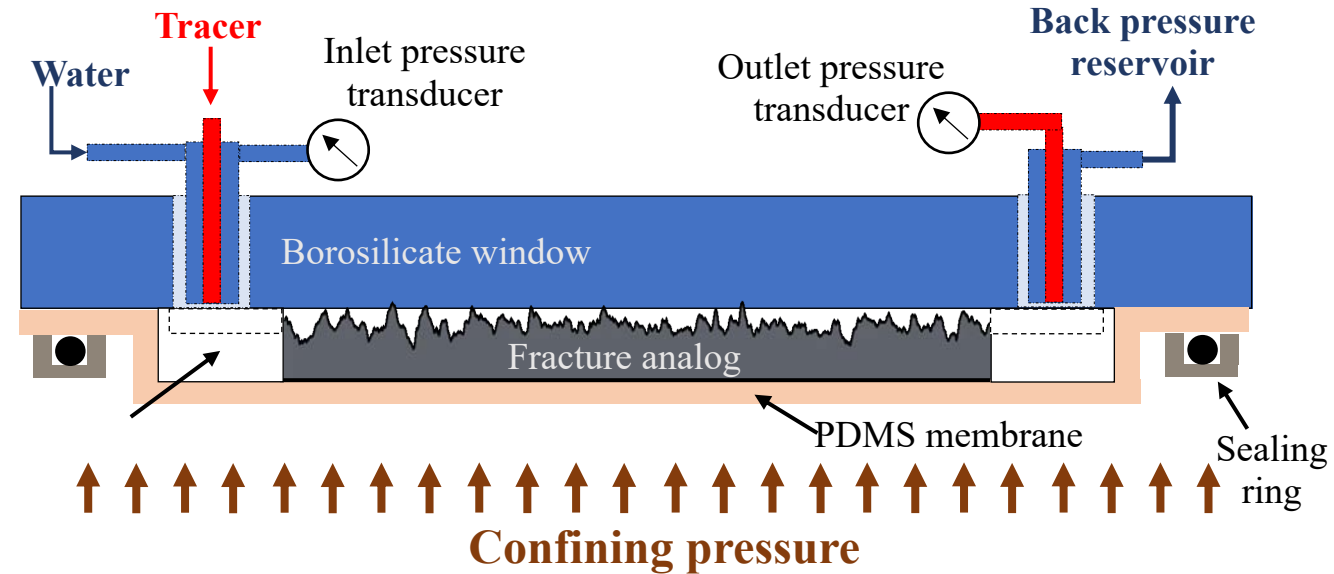 Tracer
Water
Inlet pressure
transducer
Outlet pressure
transducer
Back pressure
reservoir
Borosilicate window
Fracture analog
PDMS membrane
Sealing
ring
Confining pressure